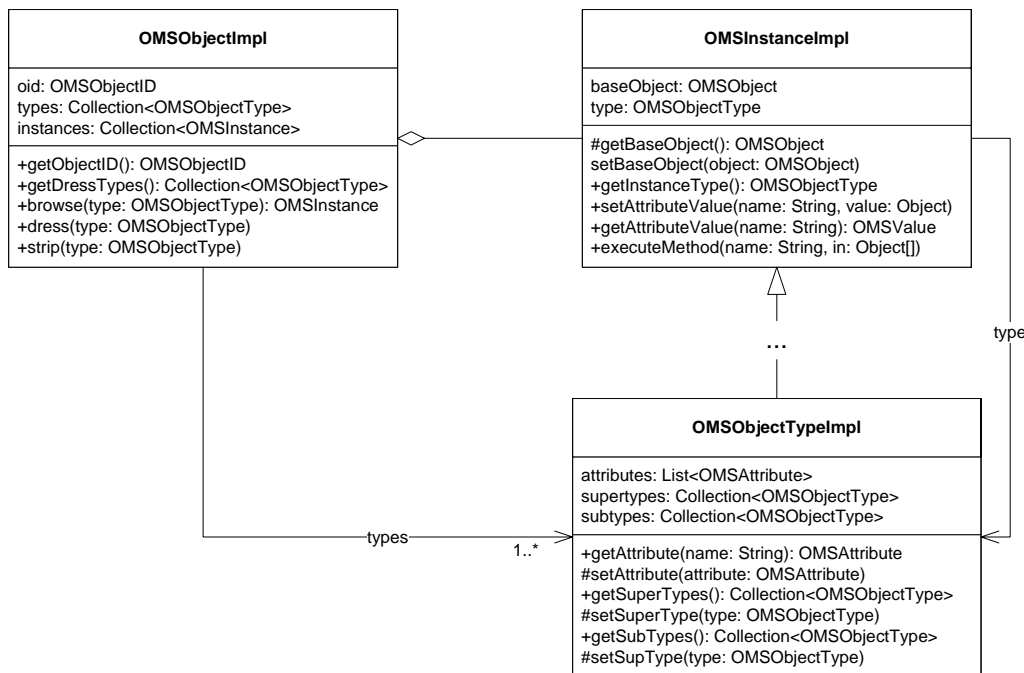 OMSObjectImpl
oid: OMSObjectID
types: Collection<OMSObjectType>
instances: Collection<OMSInstance>
+getObjectID(): OMSObjectID
+getDressTypes(): Collection<OMSObjectType>
+browse(type: OMSObjectType): OMSInstance
+dress(type: OMSObjectType)
+strip(type: OMSObjectType)
OMSInstanceImpl
baseObject: OMSObject
type: OMSObjectType
#getBaseObject(): OMSObject
setBaseObject(object: OMSObject)
+getInstanceType(): OMSObjectType
+setAttributeValue(name: String, value: Object)
+getAttributeValue(name: String): OMSValue
+executeMethod(name: String, in: Object[])
type
...
OMSObjectTypeImpl
attributes: List<OMSAttribute>
supertypes: Collection<OMSObjectType>
subtypes: Collection<OMSObjectType>
+getAttribute(name: String): OMSAttribute
#setAttribute(attribute: OMSAttribute)
+getSuperTypes(): Collection<OMSObjectType>
#setSuperType(type: OMSObjectType)
+getSubTypes(): Collection<OMSObjectType>
#setSupType(type: OMSObjectType)
types
1..*